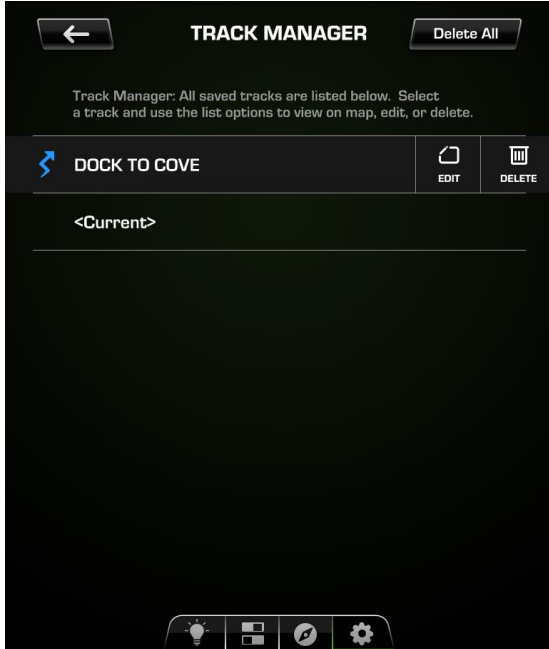 TRACK MANAGER
Delete All
Track Manager: All saved tracks are listed below. Select
a track and use the list options to view on map, edit, or delete.
DOCK TO COVE
EDIT
DELETE
<Current>